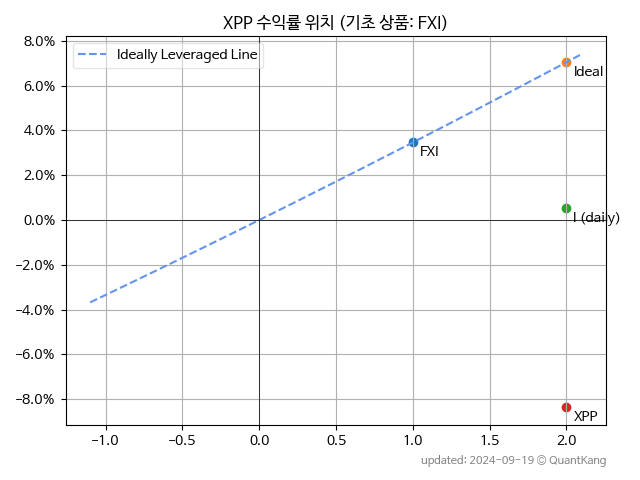 XPP 수익률 위치 (기초 상품: FXI)
8.0%
6.0%
4.0%
2.0%
0.0%
−2.0%
−4.0%
−6.0%
−8.0%
Ideally Leveraged Line
Ideal
FXI
I (daily)
XPP
−1.0 −0.5 0.0 0.5 1.0 1.5 2.0
updated: 2024-09-19 © QuantKang